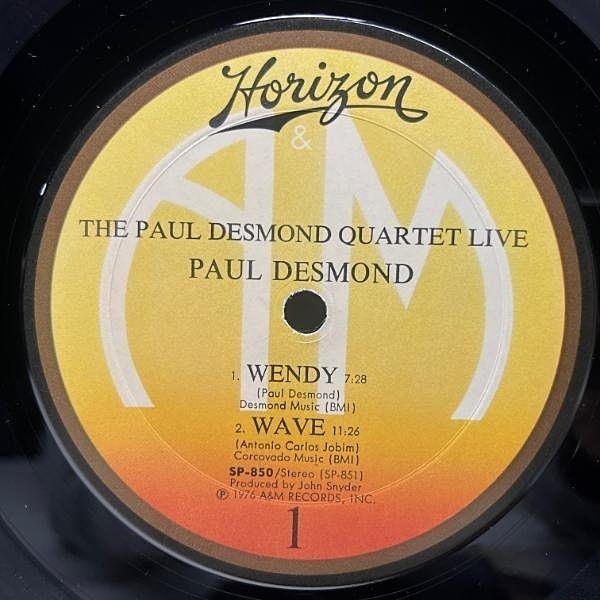 Horizon
&
AM
THE PAUL DESMOND QUARTET LIVE
PAUL DESMOND
1. WENDY 7:28
(Paul Desmond)
Desmond Music (BMI)
2. WAVE 11:26
(Antonio Carlos Jobim)
Corcovado Music (BMI)
SP-850/Stereo (SP-851)
Produced by John Snyder
℗ 1976 A&M RECORDS, INC.
1